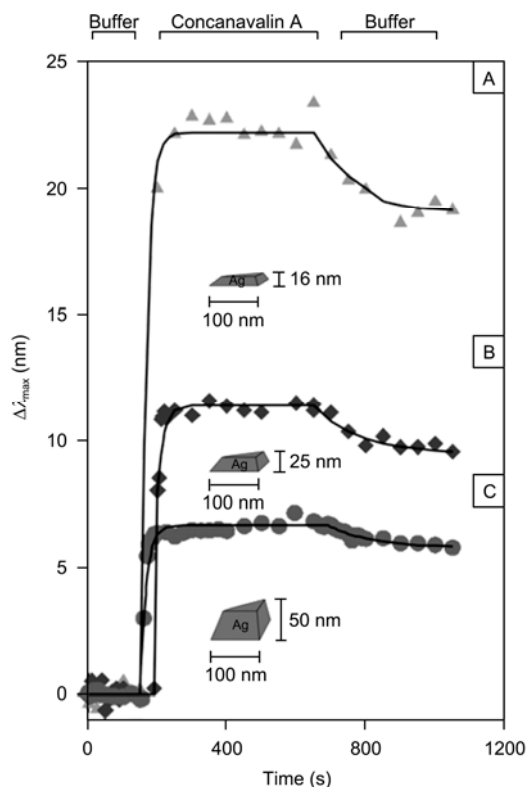 Buffer Concanavalin A Buffer
25
A
20
Ag 16 nm
100 nm
15
B
Δλmax (nm)
10
Ag 25 nm
100 nm
C
5
Ag 50 nm
100 nm
0
0 400 800 1200
Time (s)